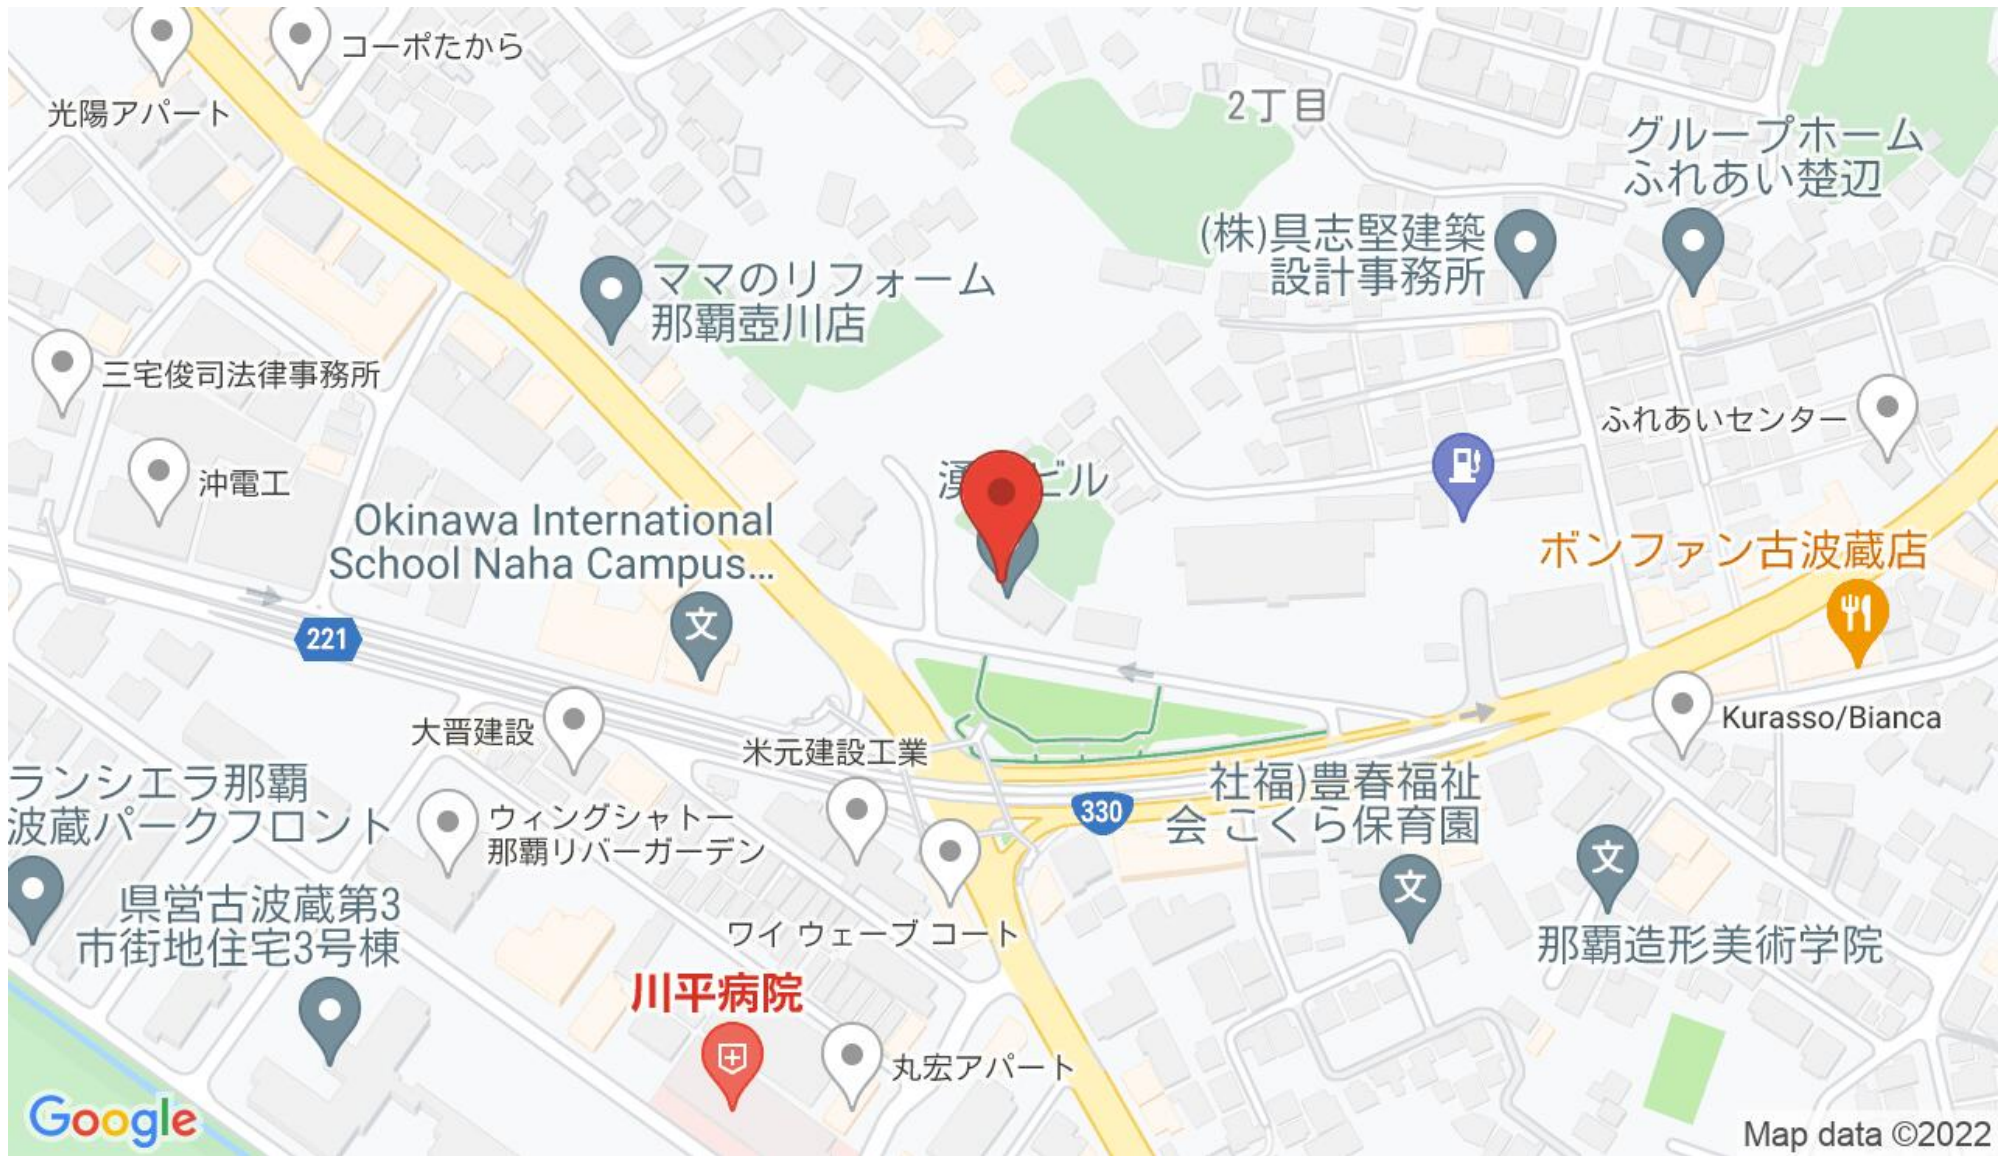 コーポたから
光陽アパート
2丁目
グループホーム
ふれあい楚辺
(株)具志堅建築
設計事務所
ママのリフォーム
那覇壺川店
三宅俊司法律事務所
ふれあいセンター
沖電工
ビル
Okinawa International
School Naha Campus...
文
ボンファン古波蔵店
221
大晋建設
米元建設工業
Kurasso/Bianca
ランシエラ那覇
波蔵パークフロント
ウィングシャトー
那覇リバーガーデン
330
社福)豊春福祉
会 こくら保育園
文
文
県営古波蔵第3
市街地住宅3号棟
ワイ ウェーブ コート
那覇造形美術学院
川平病院
丸宏アパート
Google
Map data ©2022